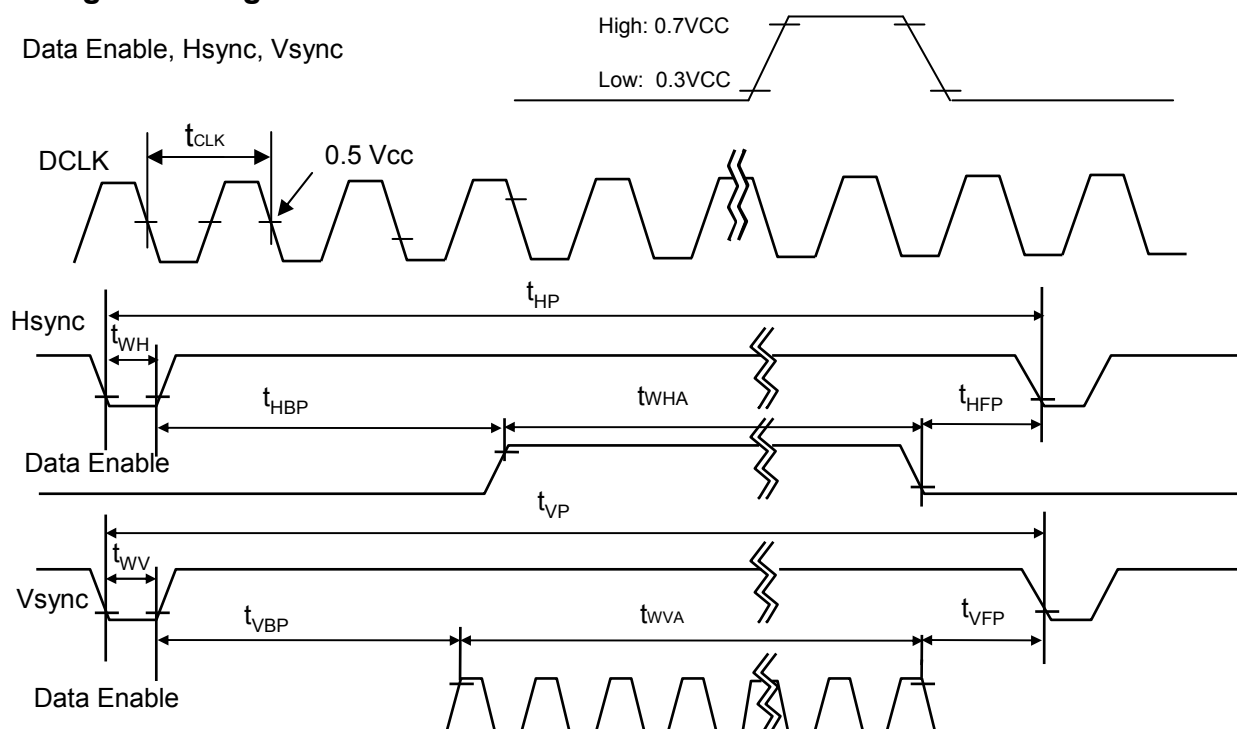 Data Enable, Hsync, Vsync
High: 0.7VCC
Low: 0.3VCC
tCLK
DCLK
0.5 Vcc
tHP
Hsync
tWH
tHBP
tWHA
tHFP
Data Enable
tVP
tWV
Vsync
tVBP
tWVA
tVFP
Data Enable